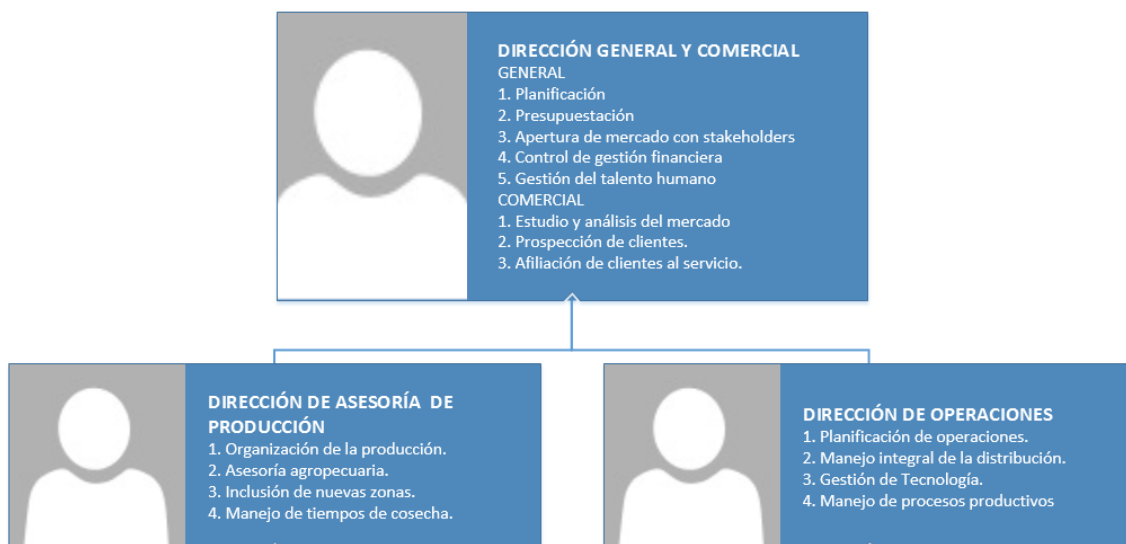 DIRECCIÓN GENERAL Y COMERCIAL
GENERAL
1. Planificación
2. Presupuestación
3. Apertura de mercado con stakeholders
4. Control de gestión financiera
5. Gestión del talento humano
COMERCIAL
1. Estudio y análisis del mercado
2. Prospección de clientes.
3. Afiliación de clientes al servicio.
DIRECCIÓN DE ASESORÍA DE
PRODUCCIÓN
1. Organización de la producción.
2. Asesoría agropecuaria.
3. Inclusión de nuevas zonas.
4. Manejo de tiempos de cosecha.
DIRECCIÓN DE OPERACIONES
1. Planificación de operaciones.
2. Manejo integral de la distribución.
3. Gestión de Tecnología.
4. Manejo de procesos productivos